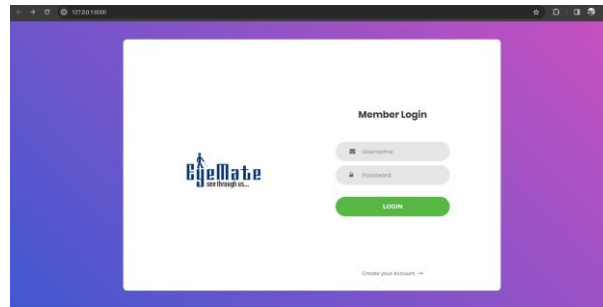 127.0.0.1:8000
Member Login
Username
EyeMate
see through us...
Password
LOGIN
Create your Account →